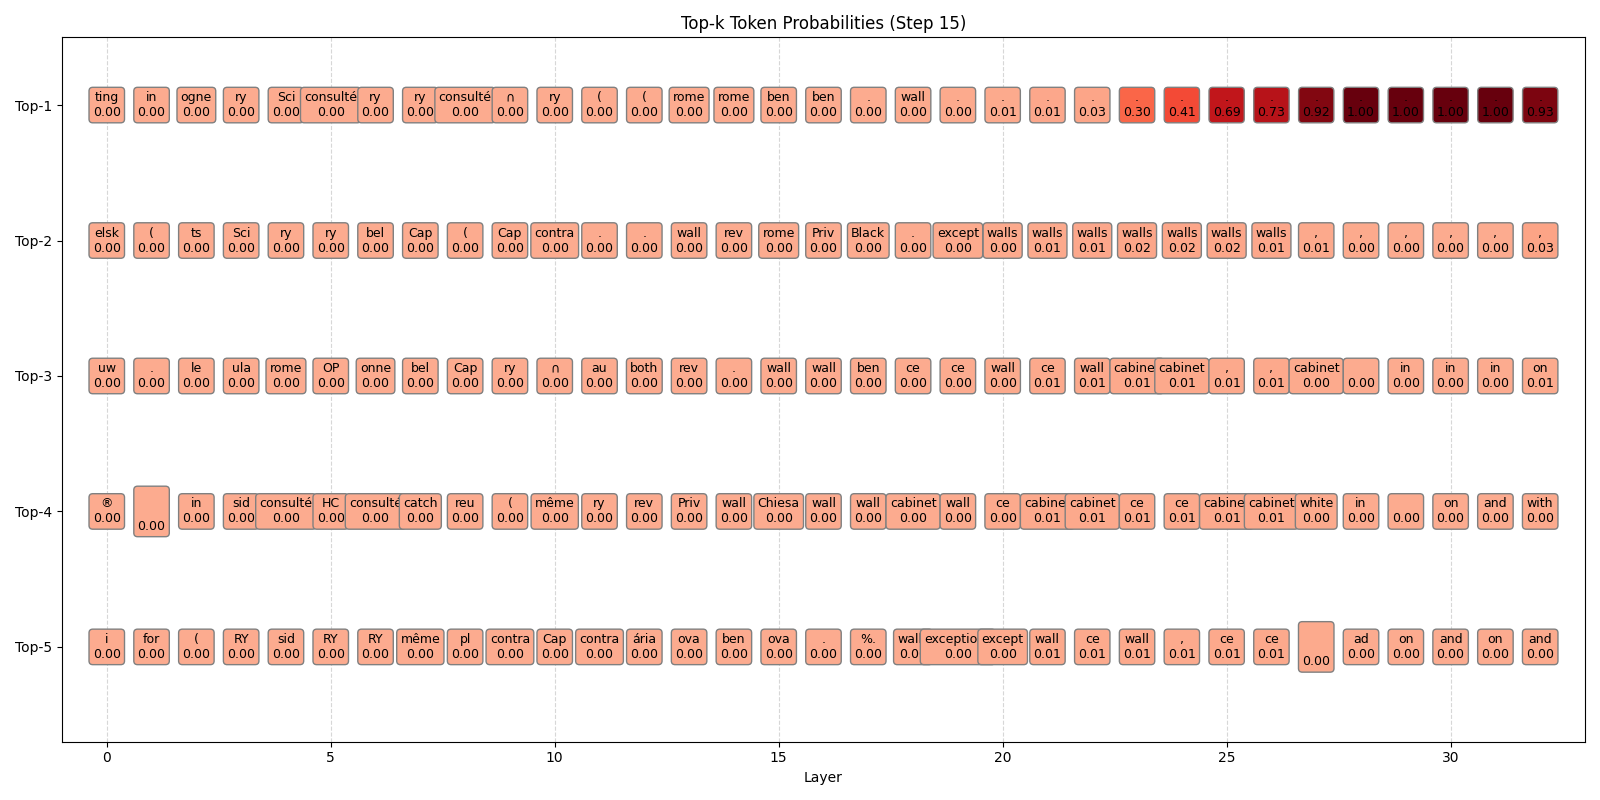 Top-k Token Probabilities (Step 15)
Top-1
ting in ogne ry Sci consulté ry ry consulté ∩ ry ( ( rome rome ben ben . wall . . . . . . . . . . . . . .
0.00 0.00 0.00 0.00 0.00 0.00 0.00 0.00 0.00 0.00 0.00 0.00 0.00 0.00 0.00 0.00 0.00 0.00 0.00 0.00 0.01 0.01 0.03 0.30 0.41 0.69 0.73 0.92 1.00 1.00 1.00 1.00 0.93
Top-2
elsk ( ts Sci ry ry bel Cap ( Cap contra . . wall rev rome Priv Black . except walls walls walls walls walls walls walls , , , , , ,
0.00 0.00 0.00 0.00 0.00 0.00 0.00 0.00 0.00 0.00 0.00 0.00 0.00 0.00 0.00 0.00 0.00 0.00 0.00 0.00 0.00 0.01 0.01 0.02 0.02 0.02 0.01 0.01 0.00 0.00 0.00 0.00 0.03
Top-3
uw . le ula rome OP onne bel Cap ry ∩ au both rev . wall wall ben ce ce wall ce wall cabine cabinet , , cabinet in in in on
0.00 0.00 0.00 0.00 0.00 0.00 0.00 0.00 0.00 0.00 0.00 0.00 0.00 0.00 0.00 0.00 0.00 0.00 0.00 0.00 0.00 0.01 0.01 0.01 0.01 0.01 0.01 0.00 0.00 0.00 0.00 0.00 0.01
Top-4
® in sid consulté HC consulté catch reu ( même ry rev Priv wall Chiesa wall wall cabinet wall ce cabine cabinet ce ce cabine cabinet white in on and with
0.00 0.00 0.00 0.00 0.00 0.00 0.00 0.00 0.00 0.00 0.00 0.00 0.00 0.00 0.00 0.00 0.00 0.00 0.00 0.00 0.00 0.01 0.01 0.01 0.01 0.01 0.01 0.00 0.00 0.00 0.00 0.00 0.00
Top-5
i for ( RY sid RY RY même pl contra Cap contra ária ova ben ova . %. wall exceptio except wall ce wall , ce ce ad on and on and
0.00 0.00 0.00 0.00 0.00 0.00 0.00 0.00 0.00 0.00 0.00 0.00 0.00 0.00 0.00 0.00 0.00 0.00 0.0 0.00 0.00 0.01 0.01 0.01 0.01 0.01 0.01 0.00 0.00 0.00 0.00 0.00 0.00
0 5 10 15 20 25 30
Layer